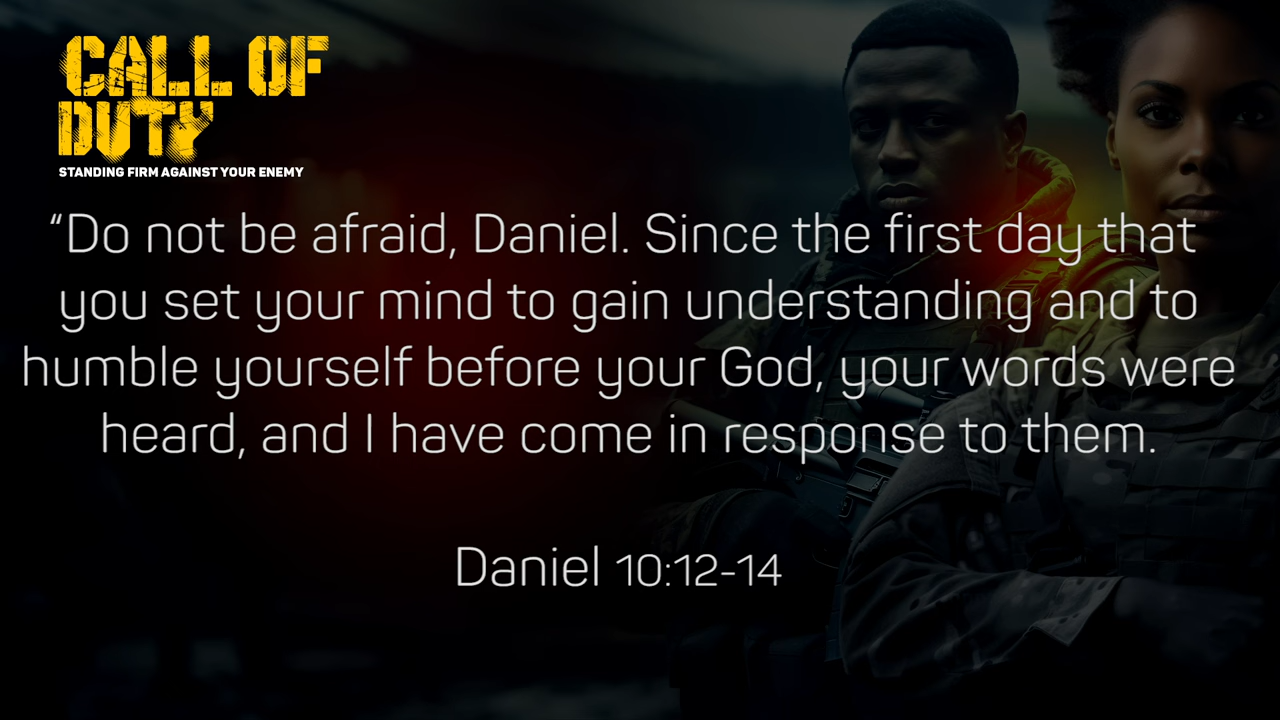 CALL OF
DUTY
STANDING FIRM AGAINST YOUR ENEMY
“Do not be afraid, Daniel. Since the first day that
you set your mind to gain understanding and to
humble yourself before your God, your words were
heard, and I have come in response to them.
Daniel 10:12-14